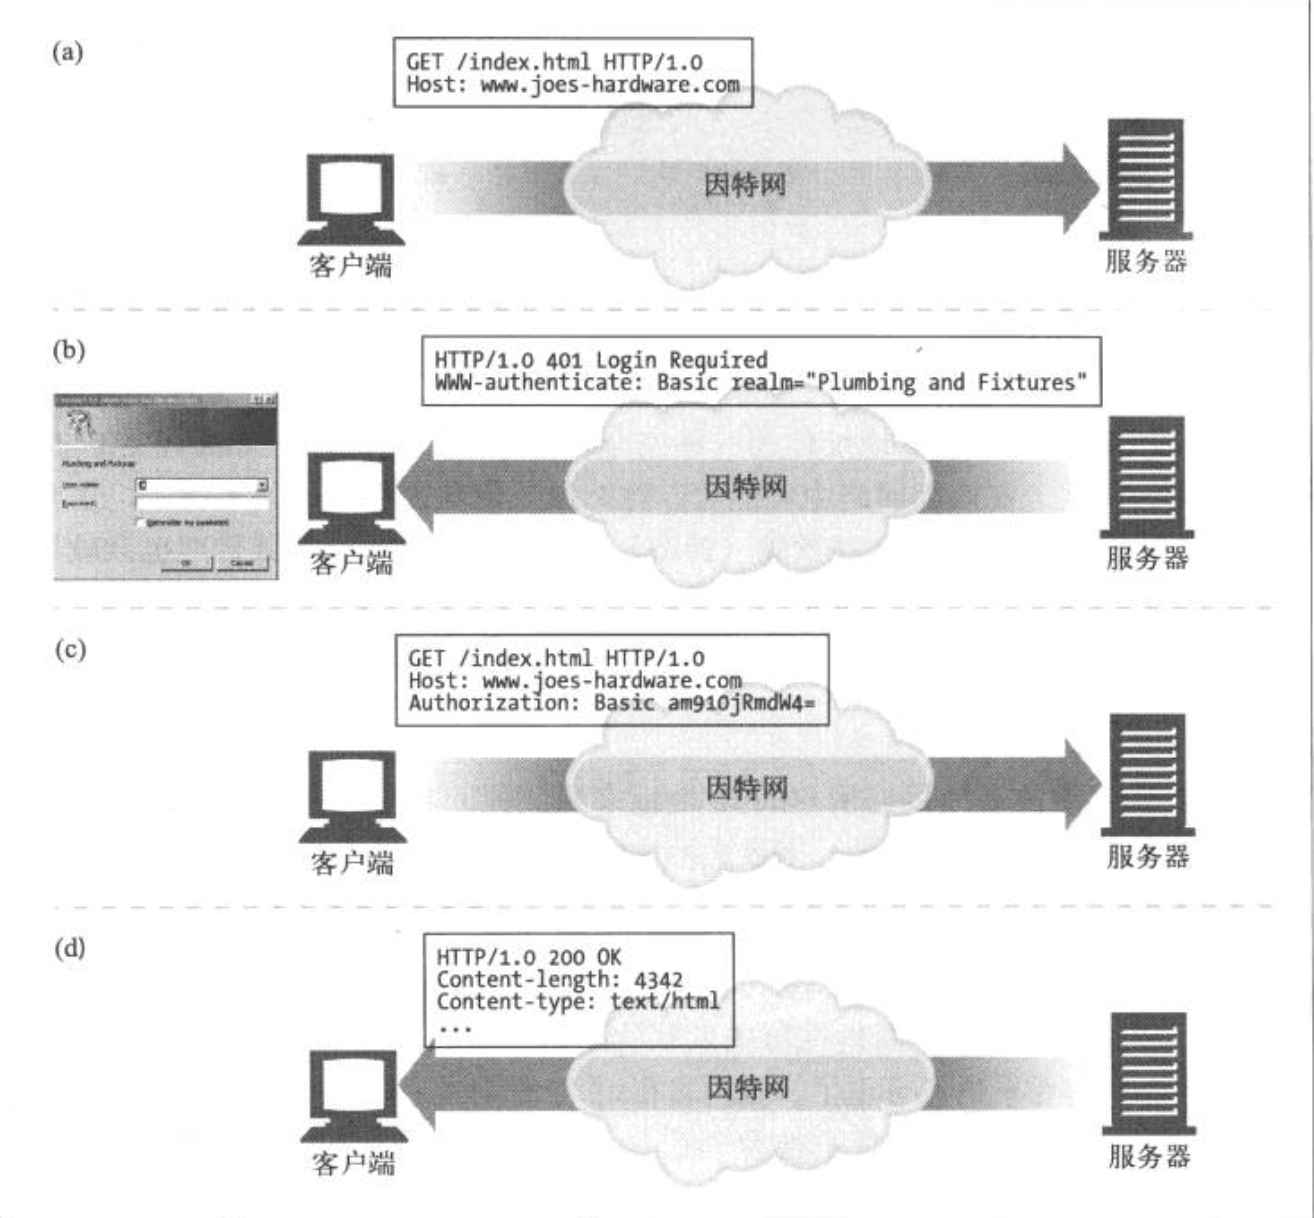 (a)
GET /index.html HTTP/1.0
Host: www.joes-hardware.com
因特网
客户端
服务器
(b)
HTTP/1.0 401 Login Required
WWW-authenticate: Basic realm="Plumbing and Fixtures"
Plumbing and Fixtures
User name:
Password:
Remember my password
OK
Cancel
因特网
客户端
服务器
(c)
GET /index.html HTTP/1.0
Host: www.joes-hardware.com
Authorization: Basic am910jRmdW4=
因特网
客户端
服务器
(d)
HTTP/1.0 200 OK
Content-length: 4342
Content-type: text/html
...
因特网
客户端
服务器